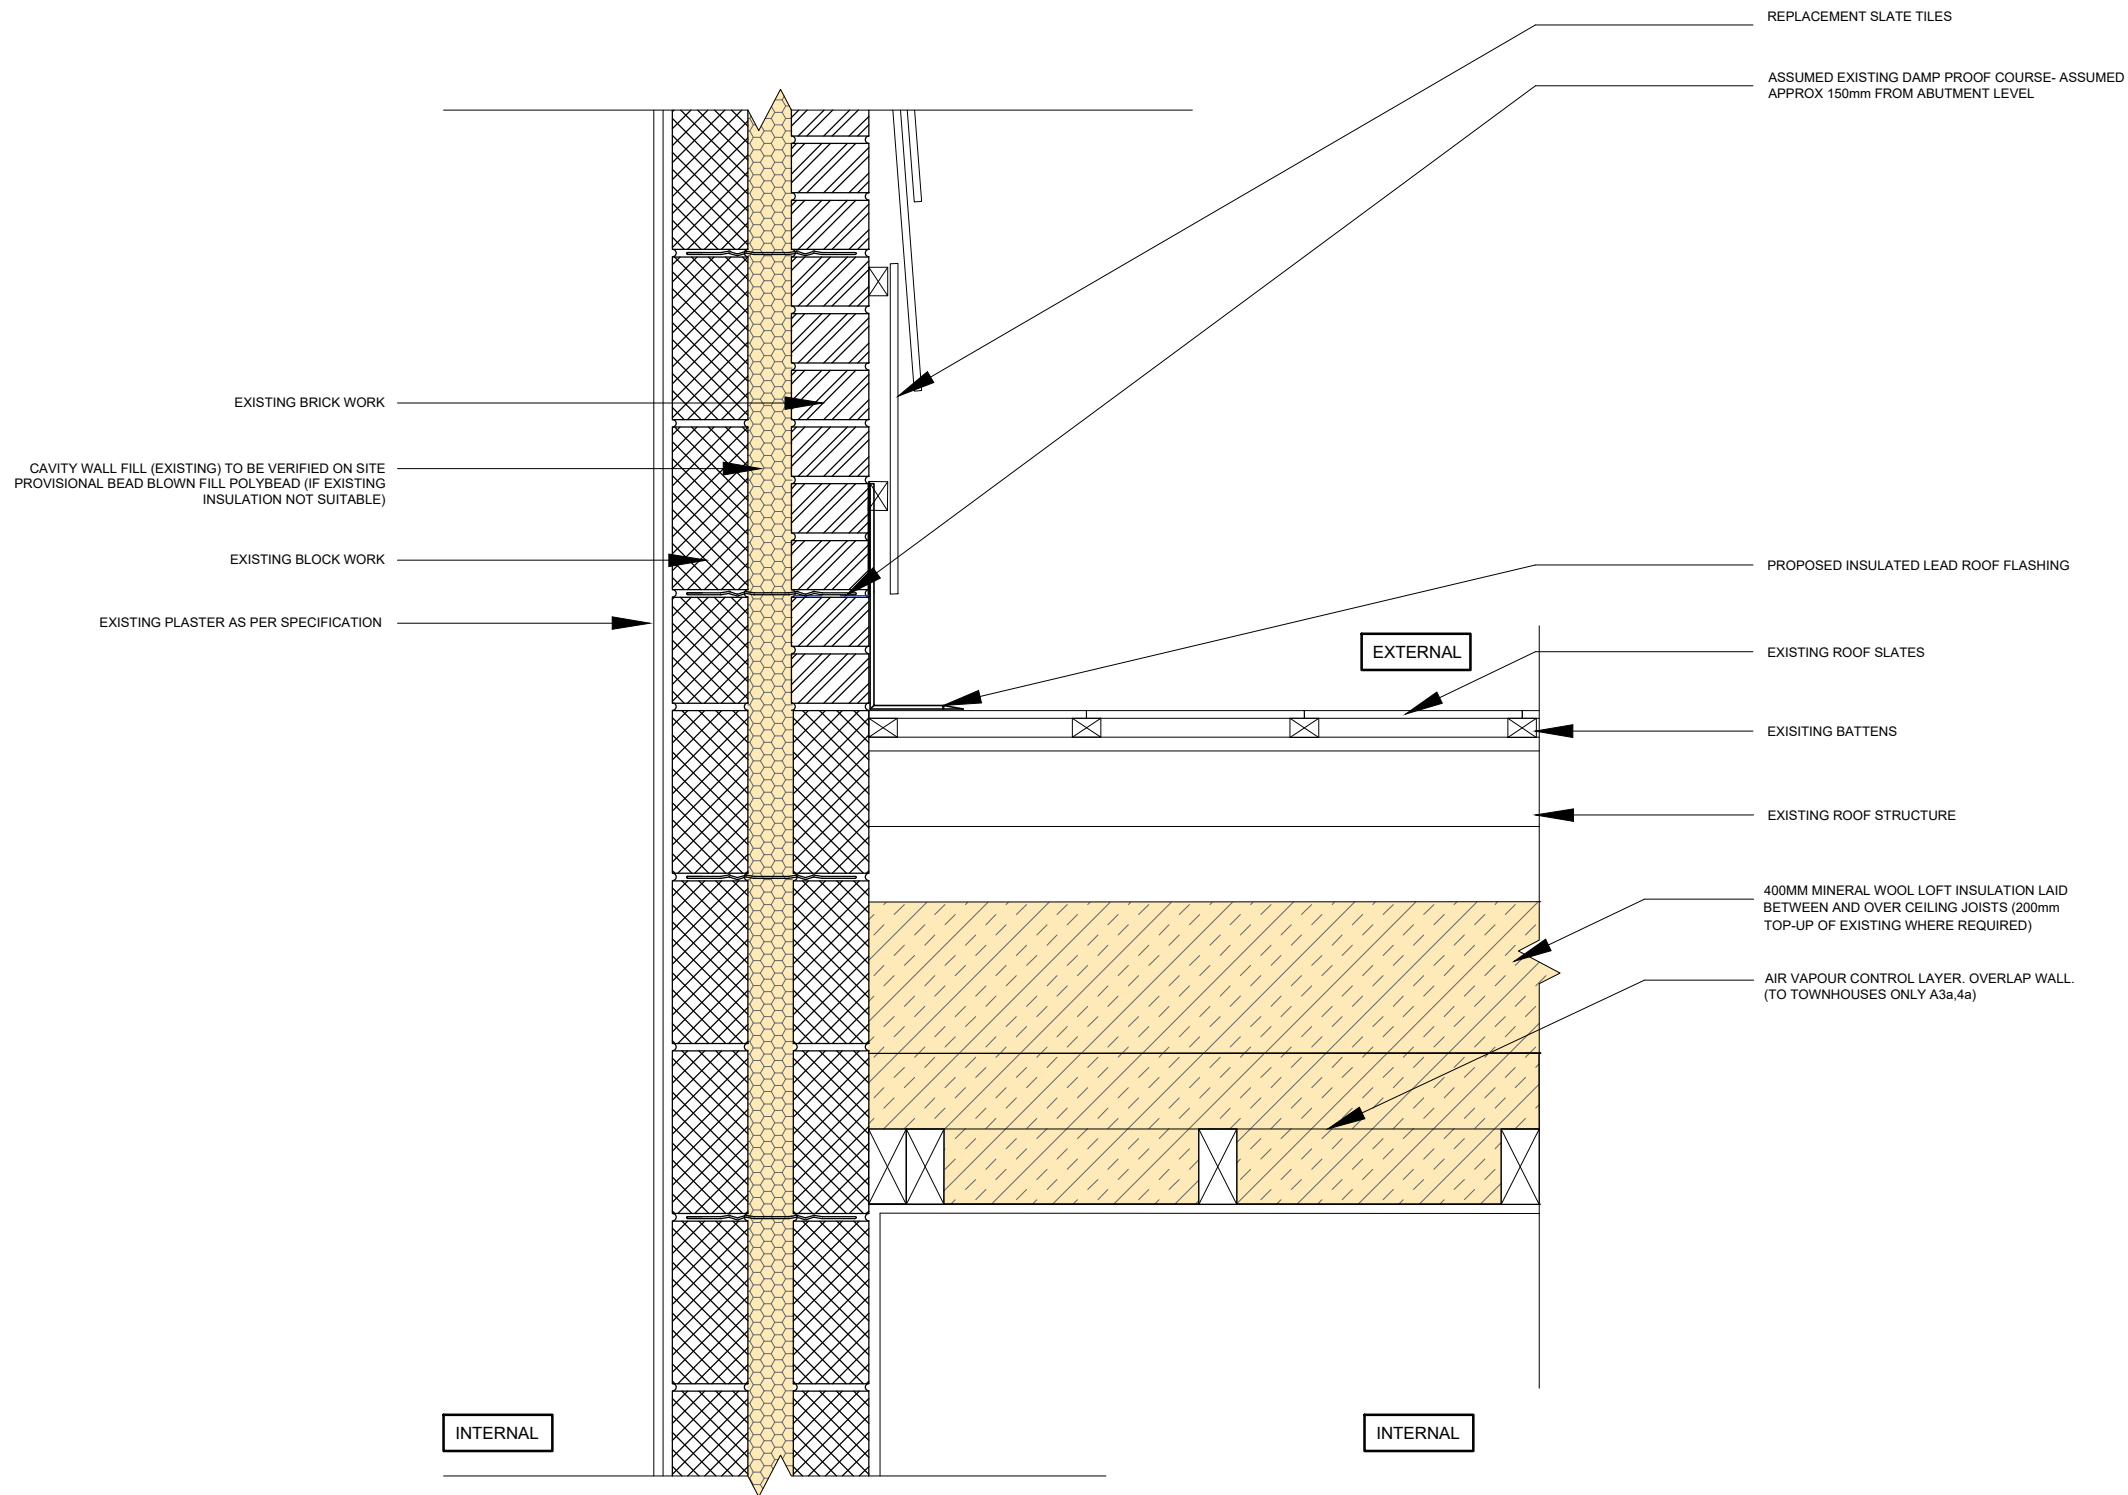 REPLACEMENT SLATE TILES
ASSUMED EXISTING DAMP PROOF COURSE- ASSUMED
APPROX 150mm FROM ABUTMENT LEVEL
EXISTING BRICK WORK
CAVITY WALL FILL (EXISTING) TO BE VERIFIED ON SITE
PROVISIONAL BEAD BLOWN FILL POLYBEAD (IF EXISTING
INSULATION NOT SUITABLE)
EXISTING BLOCK WORK
EXISTING PLASTER AS PER SPECIFICATION
PROPOSED INSULATED LEAD ROOF FLASHING
EXTERNAL
EXISTING ROOF SLATES
EXISITING BATTENS
EXISTING ROOF STRUCTURE
400MM MINERAL WOOL LOFT INSULATION LAID
BETWEEN AND OVER CEILING JOISTS (200mm
TOP-UP OF EXISTING WHERE REQUIRED)
AIR VAPOUR CONTROL LAYER. OVERLAP WALL.
(TO TOWNHOUSES ONLY A3a,4a)
INTERNAL
INTERNAL